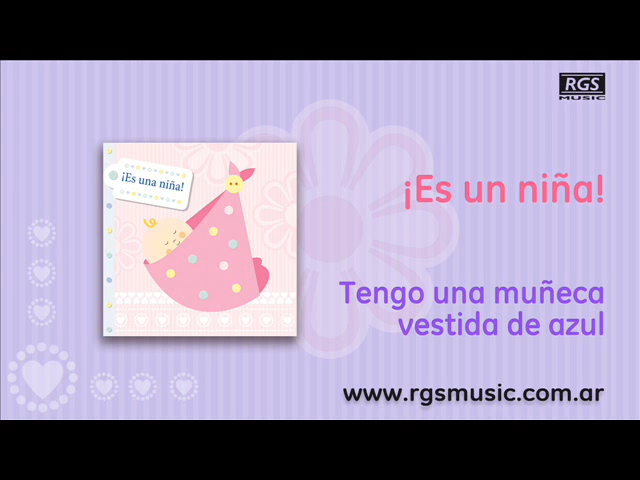 RGS
MUSIC
¡Es una niña!
¡Es un niña!
Tengo una muñeca
vestida de azul
www.rgsmusic.com.ar